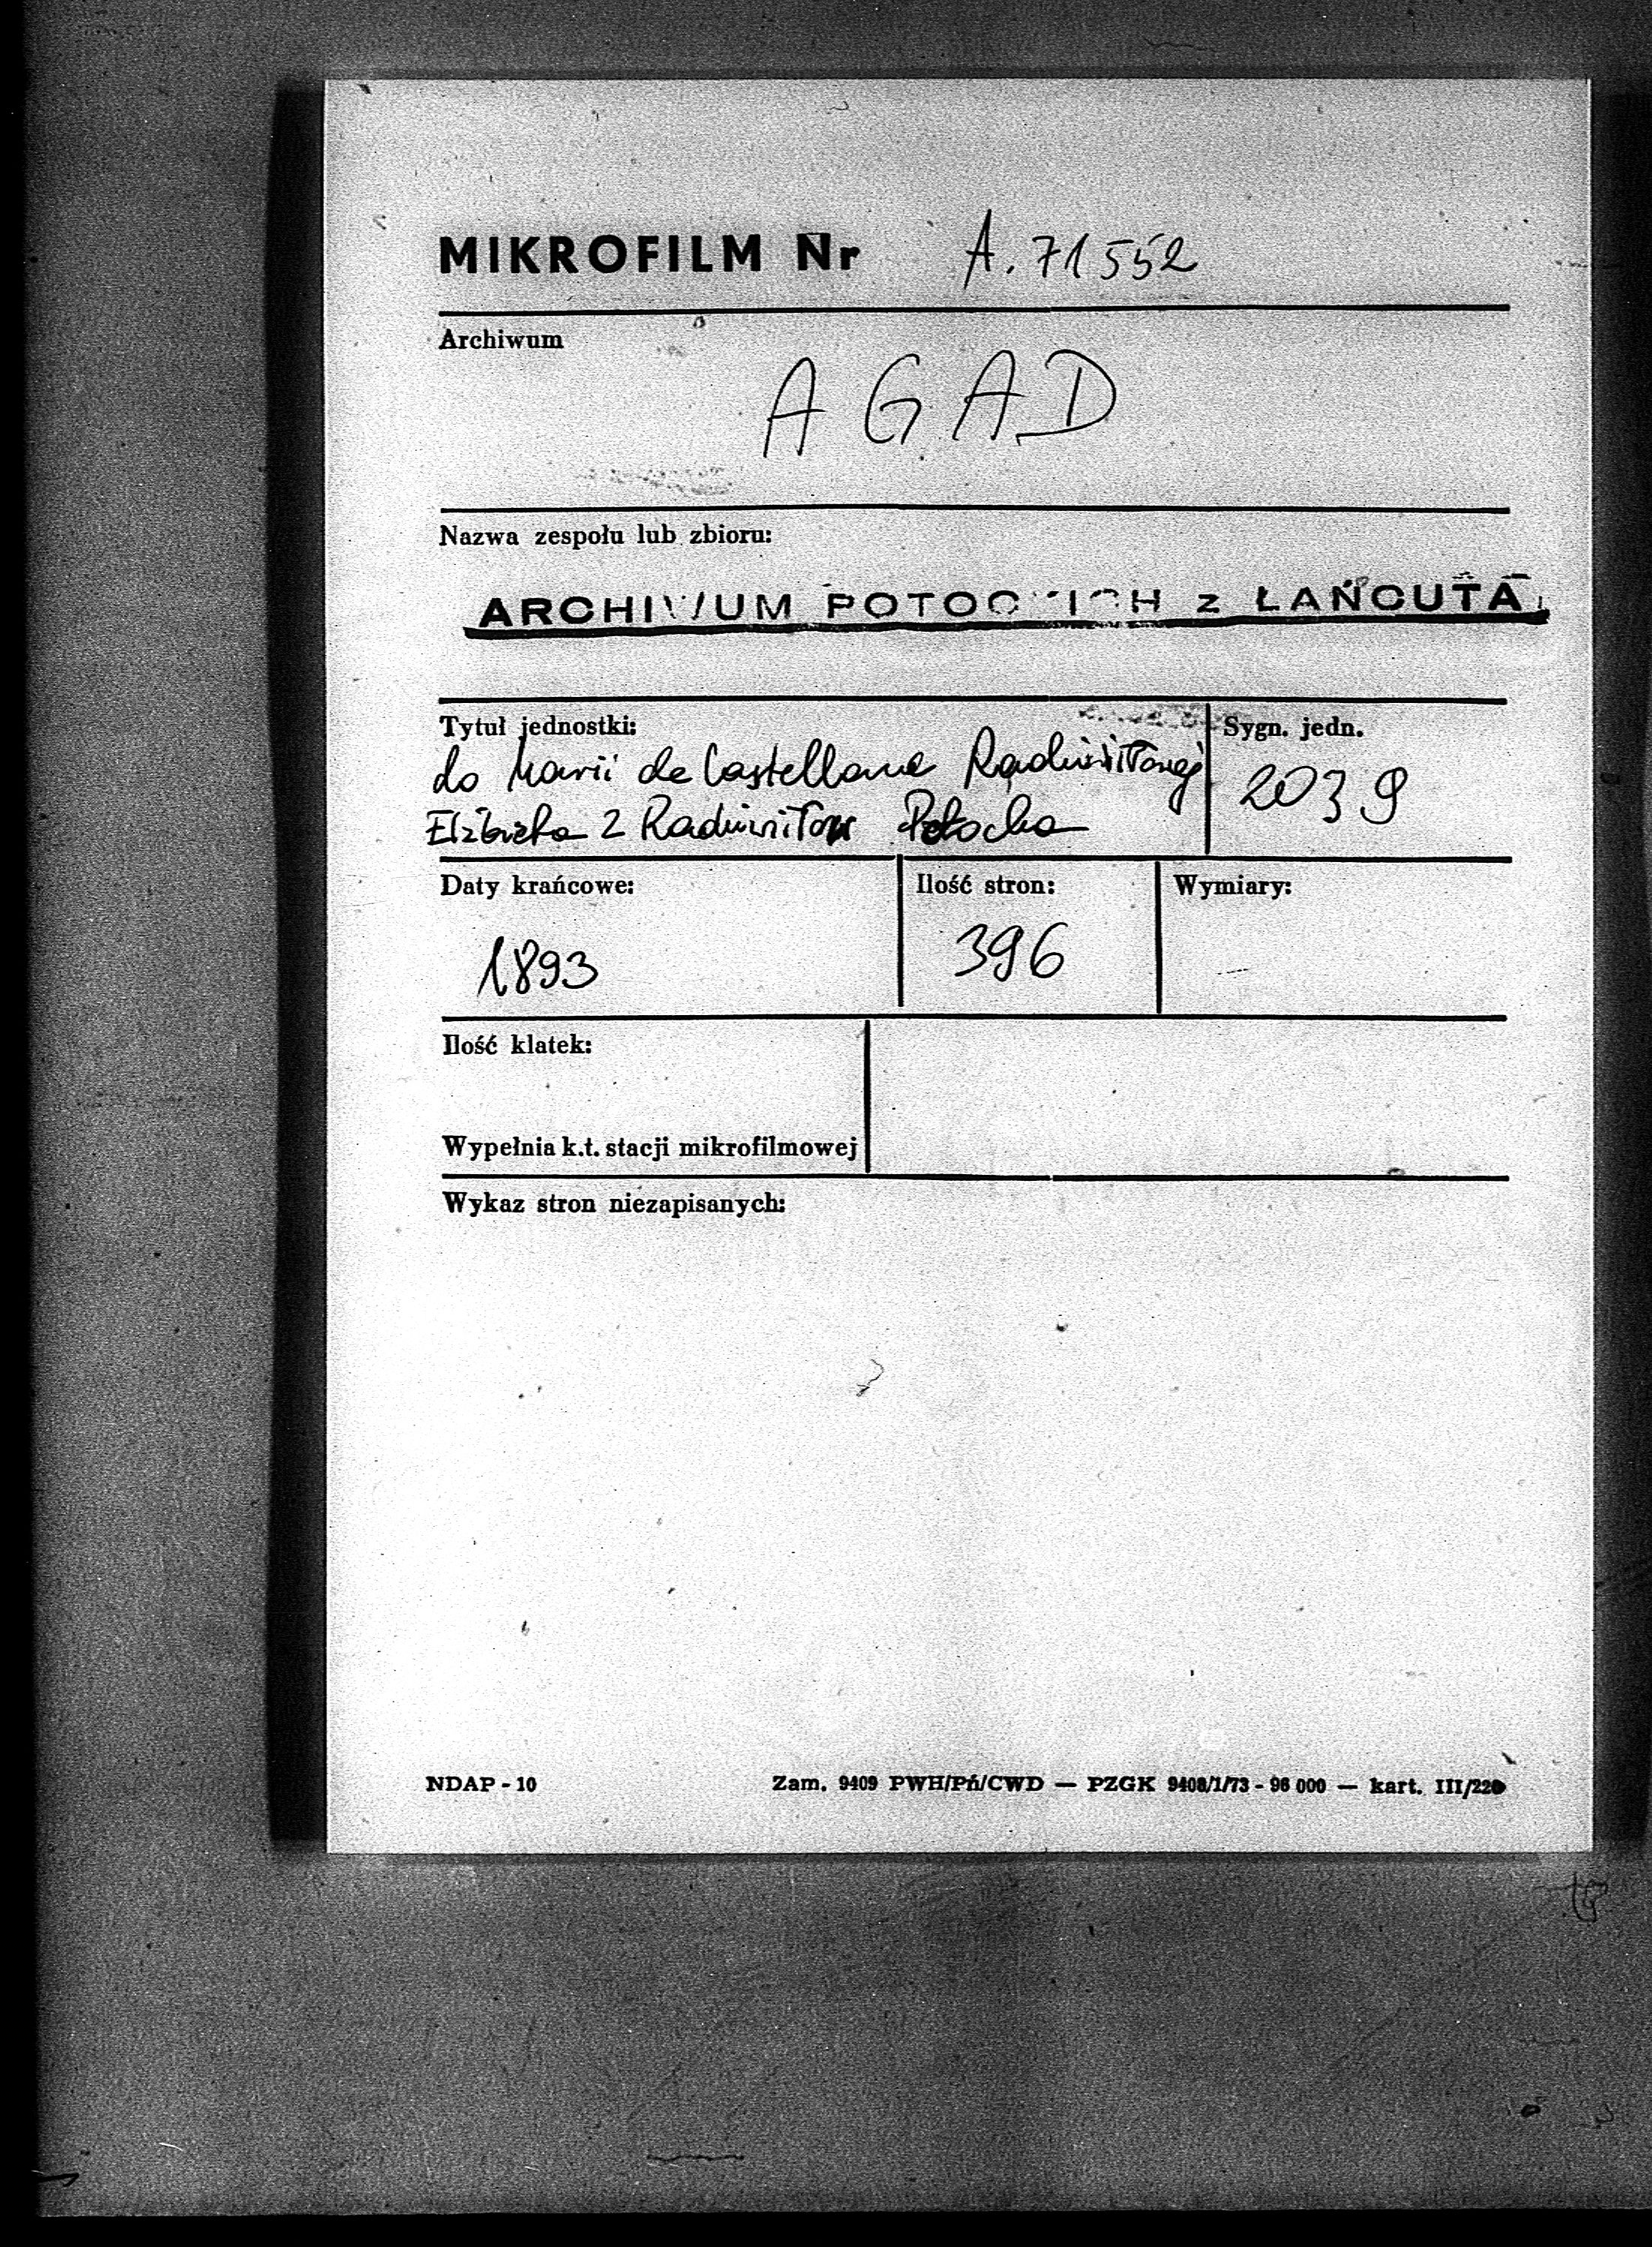 MIKROFILM Nr A. 71552
Archiwum
AGAD
Nazwa zespołu lub zbioru:
ARCHIWUM POTOCKICH z ŁAŃCUTA
Tytuł jednostki: Sygn. jedn.
do Marii de Castellane Radziwiłłowej 2039
Elżbieta z Radziwiłłów Potocka
Daty krańcowe: Ilość stron: Wymiary:
1893 396
Ilość klatek:
Wypełnia k.t. stacji mikrofilmowej
Wykaz stron niezapisanych:
NDAP - 10 Zam. 9409 PWH/Pń/CWD — PZGK 9408/1/73 - 96 000 — kart. III/220